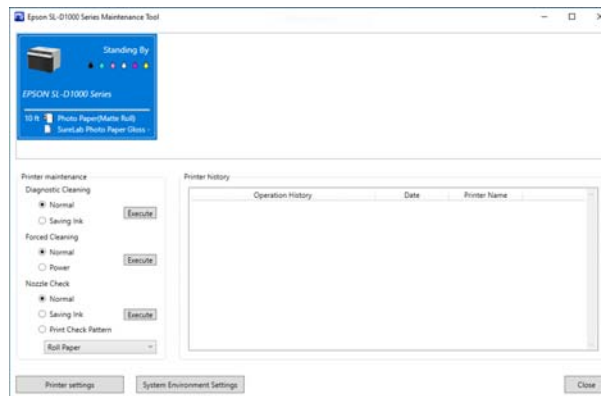 Epson SL-D1000 Series Maintenance Tool
Standing By
EPSON SL-D1000 Series
10 ft Photo Paper(Matte Roll)
SureLab Photo Paper Gloss
Printer maintenance
Diagnostic Cleaning
Normal
Saving Ink
Execute
Forced Cleaning
Normal
Power
Execute
Nozzle Check
Normal
Saving Ink
Execute
Print Check Pattern
Roll Paper
Printer history
Operation History Date Printer Name
Printer settings System Environment Settings Close